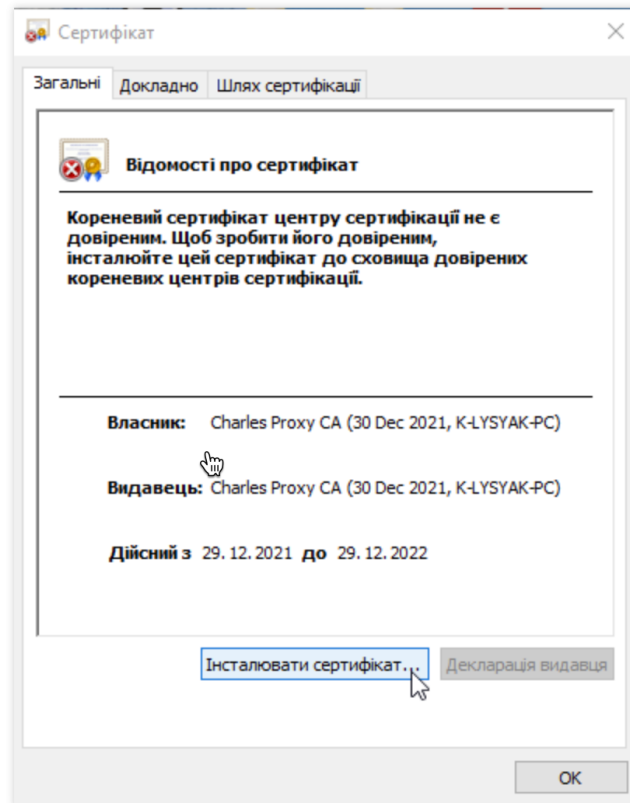 Сертифікат
Загальні Докладно Шлях сертифікації
Відомості про сертифікат
Кореневий сертифікат центру сертифікації не є
довіреним. Щоб зробити його довіреним,
інсталюйте цей сертифікат до сховища довірених
кореневих центрів сертифікації.
Власник: Charles Proxy CA (30 Dec 2021, K-LYSYAK-PC)
Видавець: Charles Proxy CA (30 Dec 2021, K-LYSYAK-PC)
Дійсний з 29. 12. 2021 до 29. 12. 2022
Інсталювати сертифікат... Декларація видавця
ОК